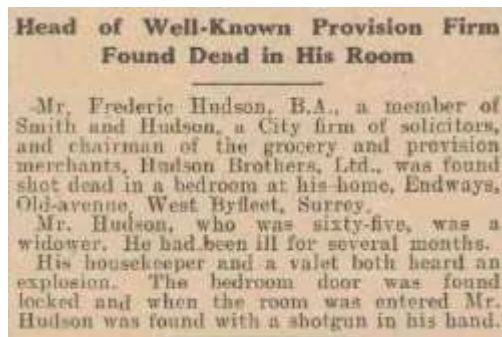 Head of Well-Known Provision Firm
Found Dead in His Room
Mr. Frederic Hudson, B.A., a member of
Smith and Hudson, a City firm of solicitors,
and chairman of the grocery and provision
merchants, Hudson Brothers, Ltd., was found
shot dead in a bedroom at his home, Endways,
Old-avenue, West Byfleet, Surrey.
Mr. Hudson, who was sixty-five, was a
widower. He had been ill for several months.
His housekeeper and a valet both heard an
explosion. The bedroom door was found
locked and when the room was entered Mr.
Hudson was found with a shotgun in his hand.